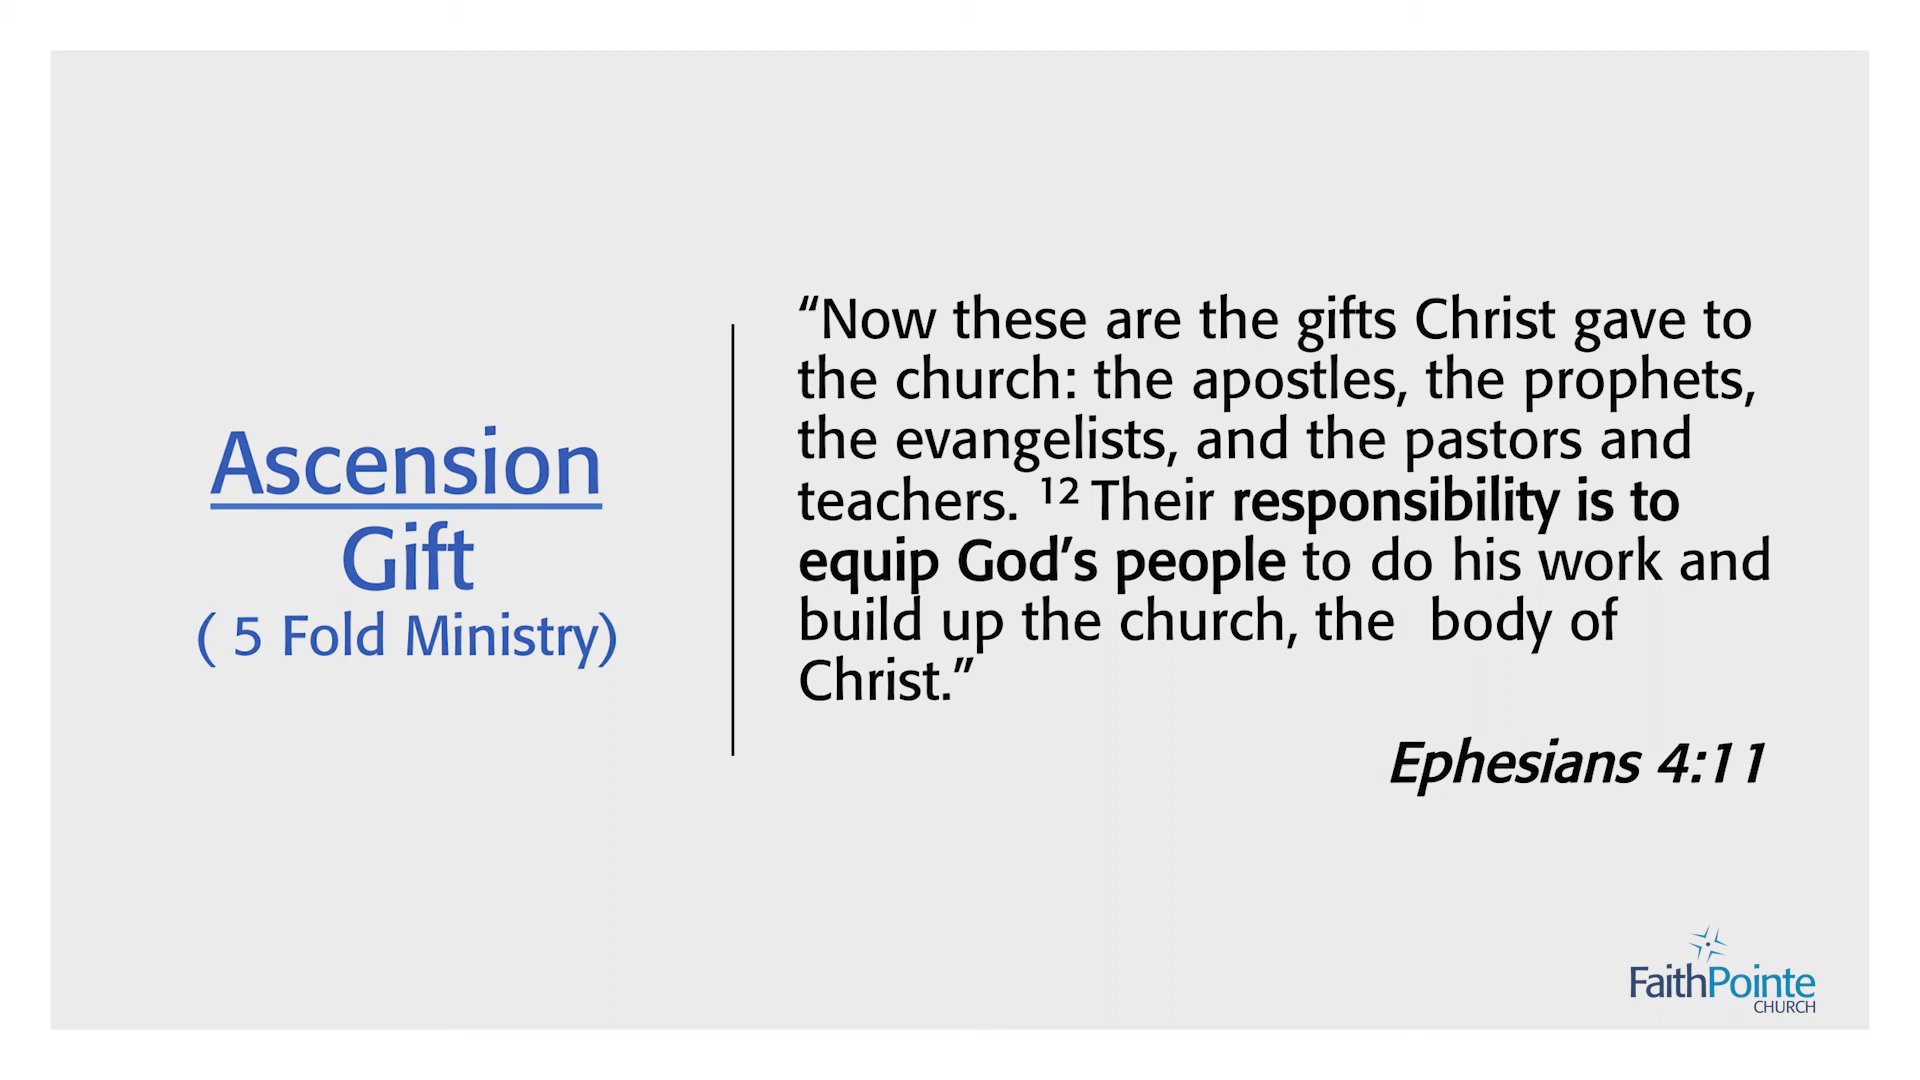 Ascension
Gift
( 5 Fold Ministry)
“Now these are the gifts Christ gave to
the church: the apostles, the prophets,
the evangelists, and the pastors and
teachers. ¹² Their responsibility is to
equip God’s people to do his work and
build up the church, the  body of
Christ.”
Ephesians 4:11
FaithPointe
CHURCH